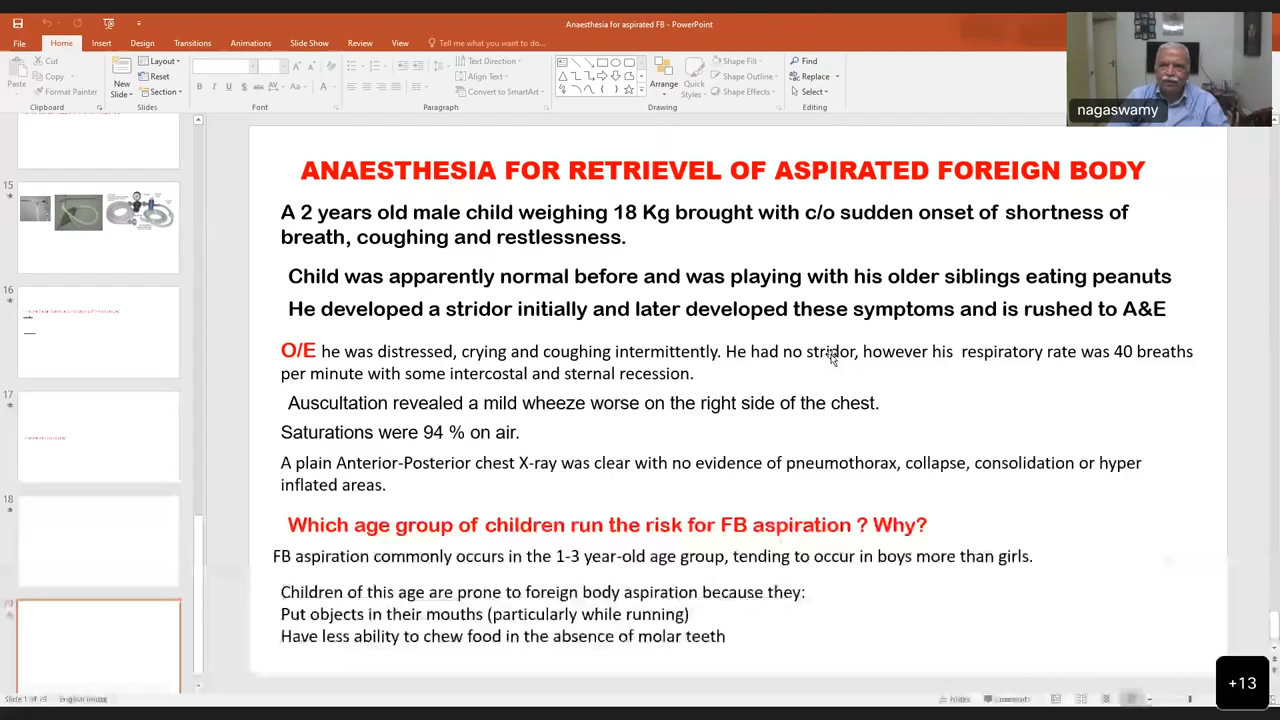 Anaesthesia for aspirated FB - PowerPoint
File Home Insert Design Transitions Animations Slide Show Review View Tell me what you want to do...
Cut
Copy
Format Painter
Paste
Clipboard
New Slide
Layout
Reset
Section
Slides
Font
Text Direction
Align Text
Convert to SmartArt
Paragraph
Arrange
Quick Styles
Shape Fill
Shape Outline
Shape Effects
Drawing
Find
Replace
Select
Editing
nagaswamy
15
16
17
18
ANAESTHESIA FOR RETRIEVEL OF ASPIRATED FOREIGN BODY
A 2 years old male child weighing 18 Kg brought with c/o sudden onset of shortness of
breath, coughing and restlessness.
Child was apparently normal before and was playing with his older siblings eating peanuts
He developed a stridor initially and later developed these symptoms and is rushed to A&E
O/E he was distressed, crying and coughing intermittently. He had no stridor, however his respiratory rate was 40 breaths
per minute with some intercostal and sternal recession.
Auscultation revealed a mild wheeze worse on the right side of the chest.
Saturations were 94 % on air.
A plain Anterior-Posterior chest X-ray was clear with no evidence of pneumothorax, collapse, consolidation or hyper
inflated areas.
Which age group of children run the risk for FB aspiration ? Why?
FB aspiration commonly occurs in the 1-3 year-old age group, tending to occur in boys more than girls.
Children of this age are prone to foreign body aspiration because they:
Put objects in their mouths (particularly while running)
Have less ability to chew food in the absence of molar teeth
+13